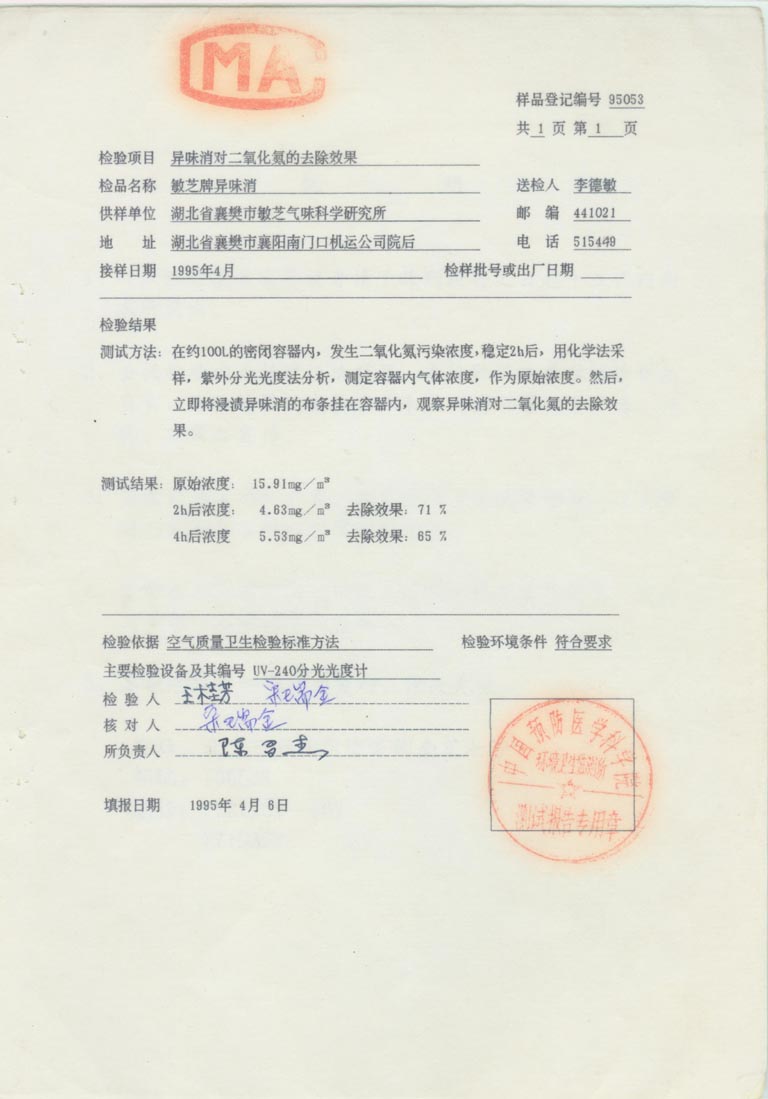 CMA
样品登记编号 95053
共 1 页 第 1 页
检验项目 异味消对二氧化氮的去除效果
检品名称 敏芝牌异味消 送检人 李德敏
供样单位 湖北省襄樊市敏芝气味科学研究所 邮编 441021
地址 湖北省襄樊市襄阳南门口机运公司院后 电话 515449
接样日期 1995年4月 检样批号或出厂日期
检验结果
测试方法：在约100L的密闭容器内，发生二氧化氮污染浓度，稳定2h后，用化学法采
样，紫外分光光度法分析，测定容器内气体浓度，作为原始浓度。然后，
立即将浸渍异味消的布条挂在容器内，观察异味消对二氧化氮的去除效
果。
测试结果：原始浓度： 15.91mg／m³
2h后浓度： 4.63mg／m³ 去除效果：71 %
4h后浓度 5.53mg／m³ 去除效果：65 %
检验依据 空气质量卫生检验标准方法 检验环境条件 符合要求
主要检验设备及其编号 UV-240分光光度计
检验人 王桂芳 宋瑞金
核对人 宋瑞金
所负责人 陈昌杰
填报日期 1995年 4月 6日
中国预防医学科学院
环境卫生监测所
测试报告专用章